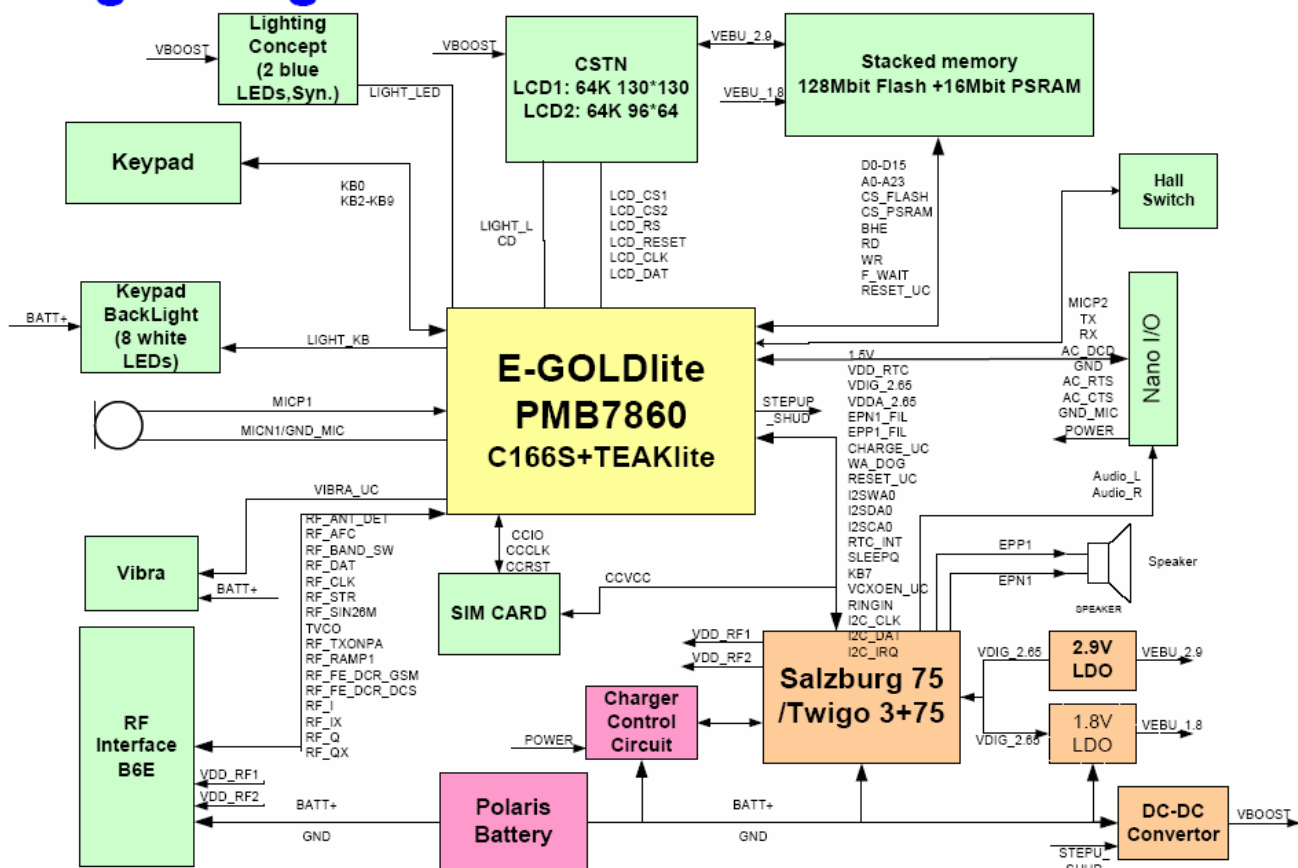 Lighting
Concept
(2 blue
LEDs,Syn.)
VBOOST
LIGHT_LED
VBOOST
CSTN
LCD1: 64K 130*130
LCD2: 64K 96*64
VEBU_2.9
VEBU_1.8
Stacked memory
128Mbit Flash +16Mbit PSRAM
Keypad
KB0
KB2-KB9
LIGHT_L
CD
LCD_CS1
LCD_CS2
LCD_RS
LCD_RESET
LCD_CLK
LCD_DAT
D0-D15
A0-A23
CS_FLASH
CS_PSRAM
BHE
RD
WR
F_WAIT
RESET_UC
Hall
Switch
BATT+
Keypad
BackLight
(8 white
LEDs)
LIGHT_KB
MICP1
MICN1/GND_MIC
E-GOLDlite
PMB7860
C166S+TEAKlite
STEPUP
_SHUD
1.5V
VDD_RTC
VDIG_2.65
VDDA_2.65
EPN1_FIL
EPP1_FIL
CHARGE_UC
WA_DOG
RESET_UC
I2SWA0
I2SDA0
I2SCA0
RTC_INT
SLEEPQ
KB7
VCXOEN_UC
RINGIN
I2C_CLK
I2C_DAT
I2C_IRQ
MICP2
TX
RX
AC_DCD
GND
AC_RTS
AC_CTS
GND_MIC
POWER
Nano I/O
Audio_L
Audio_R
VIBRA_UC
Vibra
BATT+
RF_ANT_DET
RF_AFC
RF_BAND_SW
RF_DAT
RF_CLK
RF_STR
RF_SIN26M
TVCO
RF_TXONPA
RF_RAMP1
RF_FE_DCR_GSM
RF_FE_DCR_DCS
RF_I
RF_IX
RF_Q
RF_QX
CCIO
CCCLK
CCRST
SIM CARD
CCVCC
EPP1
EPN1
Speaker
SPEAKER
RF
Interface
B6E
VDD_RF1
VDD_RF2
VDD_RF1
VDD_RF2
Charger
Control
Circuit
POWER
Salzburg 75
/Twigo 3+75
VDIG_2.65
2.9V
LDO
VEBU_2.9
VDIG_2.65
1.8V
LDO
VEBU_1.8
BATT+
GND
Polaris
Battery
BATT+
GND
DC-DC
Convertor
VBOOST
STEPU_